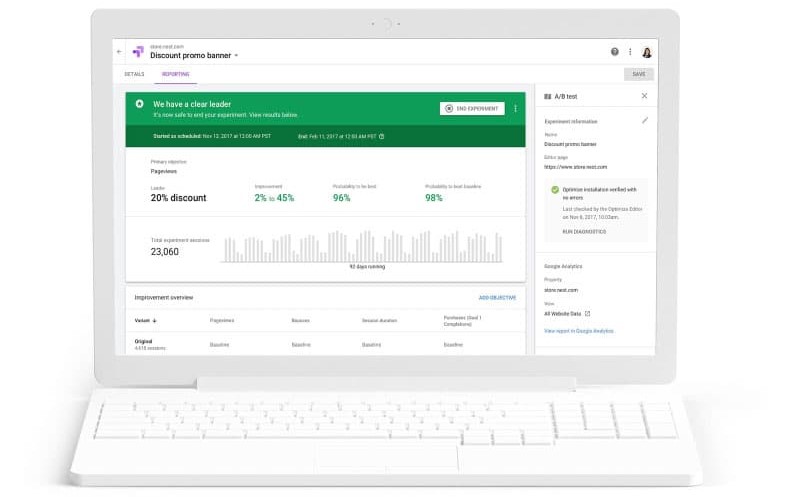 store.nest.com
Discount promo banner
DETAILS
REPORTING
SAVE
We have a clear leader
It's now safe to end your experiment. View results below.
END EXPERIMENT
Started as scheduled: Nov 12, 2017 at 12:00 AM PST
End: Feb 11, 2017 at 12:00 AM PST
Primary objective
Pageviews
Leader
Improvement
Probability to be best
Probability to beat baseline
20% discount
2% to 45%
96%
98%
Total experiment sessions
23,060
92 days running
Improvement overview
ADD OBJECTIVE
Variant
Pageviews
Bounces
Session duration
Purchases (Goal 1 Completions)
Original
Baseline
Baseline
Baseline
Baseline
4,618 sessions
A/B test
Experiment information
Name
Discount promo banner
Editor page
https://www.store.nest.com
Optimize installation verified with
no errors.
Last checked by the Optimize Editor
on Nov 8, 2017, 10:03am.
RUN DIAGNOSTICS
Google Analytics
Property
store.nest.com
View
All Website Data
View report in Google Analytics